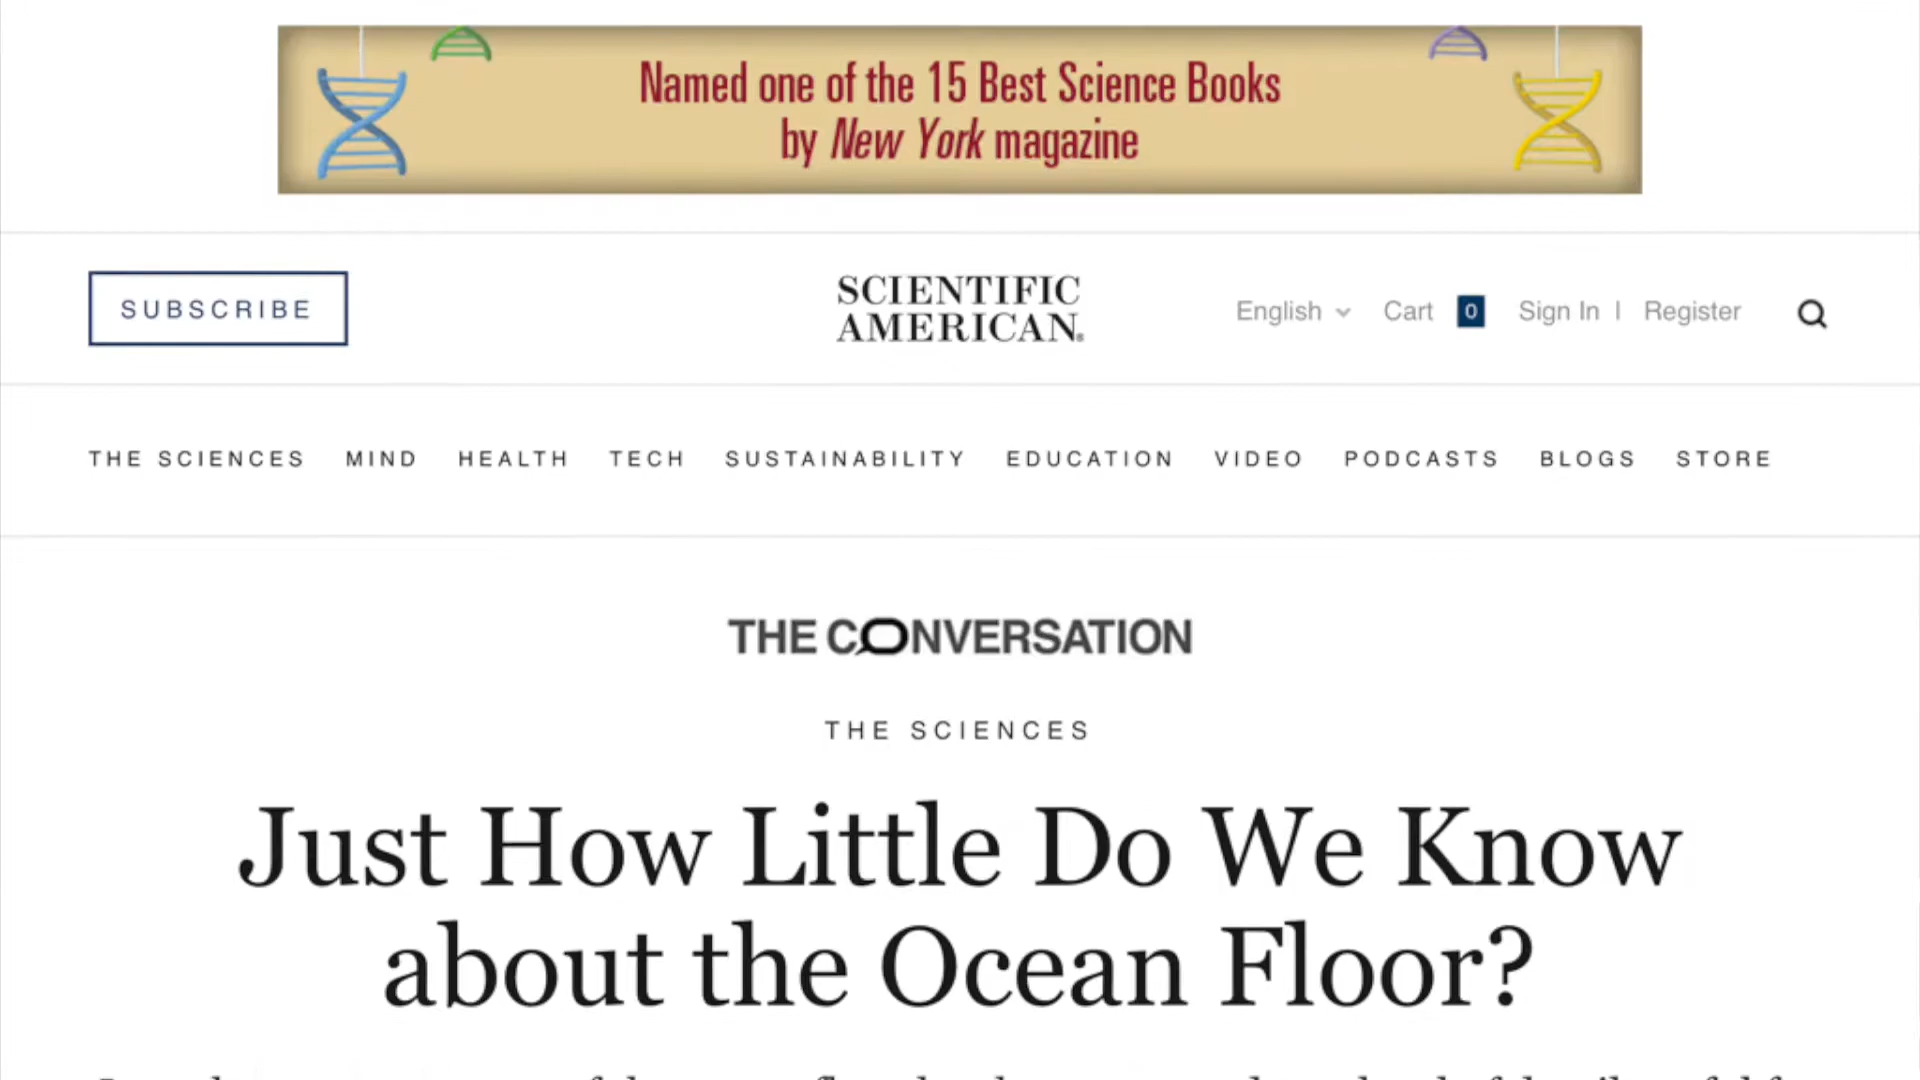 Named one of the 15 Best Science Books
by New York magazine
SUBSCRIBE
SCIENTIFIC
AMERICAN®
English Cart 0 Sign In | Register
THE SCIENCES MIND HEALTH TECH SUSTAINABILITY EDUCATION VIDEO PODCASTS BLOGS STORE
THE CONVERSATION
THE SCIENCES
Just How Little Do We Know
about the Ocean Floor?